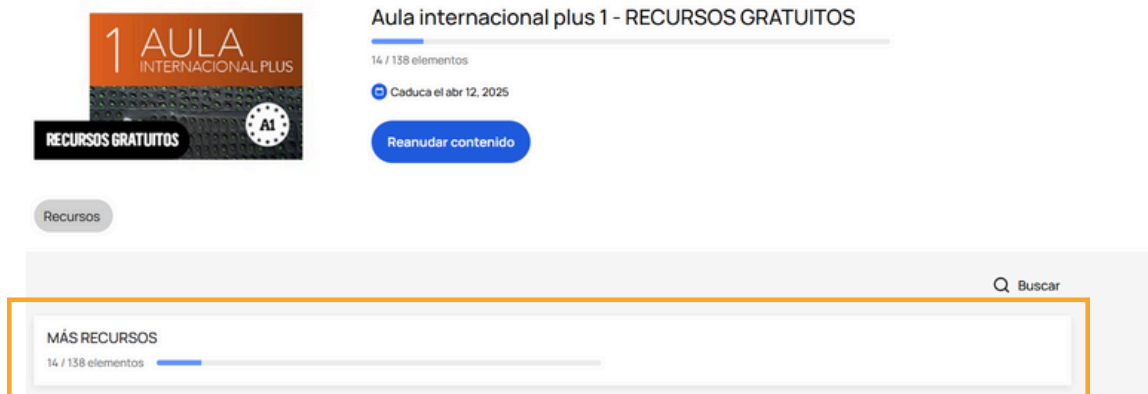 1 AULA
INTERNACIONAL PLUS
A1
RECURSOS GRATUITOS
Aula internacional plus 1 - RECURSOS GRATUITOS
14 / 138 elementos
Caduca el abr 12, 2025
Reanudar contenido
Recursos
Buscar
MÁS RECURSOS
14 / 138 elementos